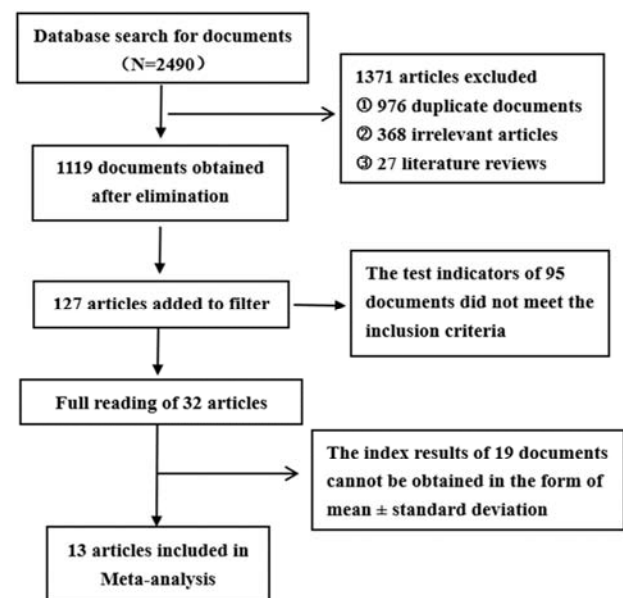 Database search for documents
（N=2490）
1371 articles excluded
① 976 duplicate documents
② 368 irrelevant articles
③ 27 literature reviews
1119 documents obtained
after elimination
127 articles added to filter
The test indicators of 95
documents did not meet the
inclusion criteria
Full reading of 32 articles
The index results of 19 documents
cannot be obtained in the form of
mean ± standard deviation
13 articles included in
Meta-analysis